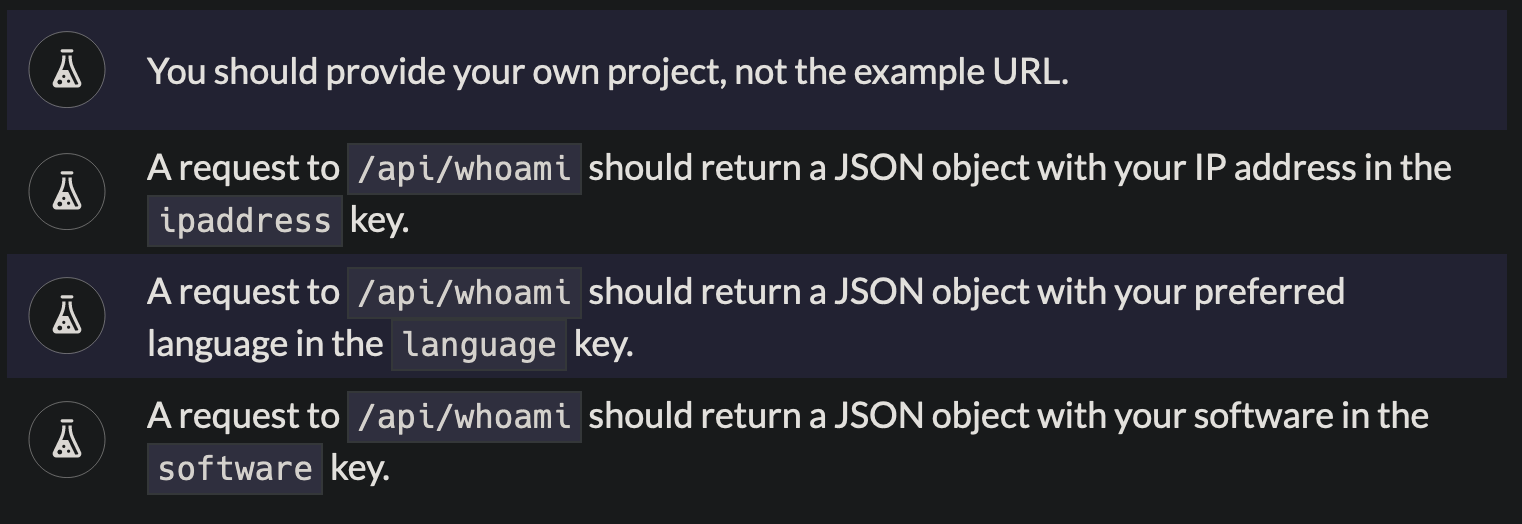 You should provide your own project, not the example URL.
A request to /api/whoami should return a JSON object with your IP address in the
ipaddress key.
A request to /api/whoami should return a JSON object with your preferred
language in the language key.
A request to /api/whoami should return a JSON object with your software in the
software key.